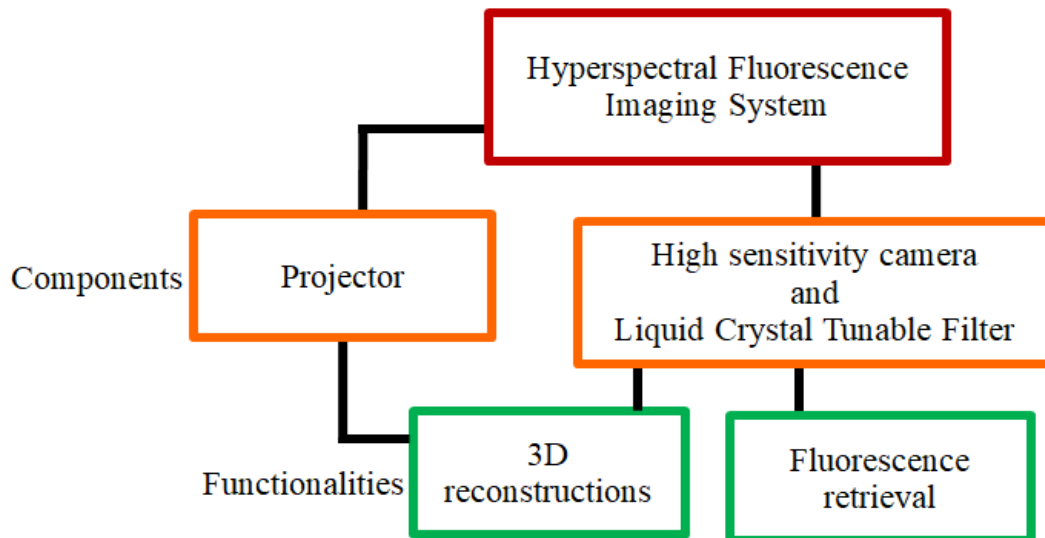 Hyperspectral Fluorescence
Imaging System
Components
Projector
High sensitivity camera
and
Liquid Crystal Tunable Filter
Functionalities
3D
reconstructions
Fluorescence
retrieval